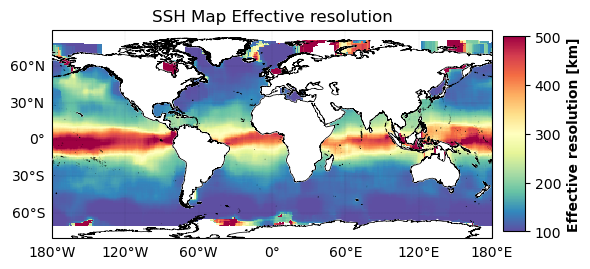 SSH Map Effective resolution
60°N
30°N
0°
30°S
60°S
180°W 120°W 60°W 0° 60°E 120°E 180°E
500
400
300
200
100
Effective resolution [km]